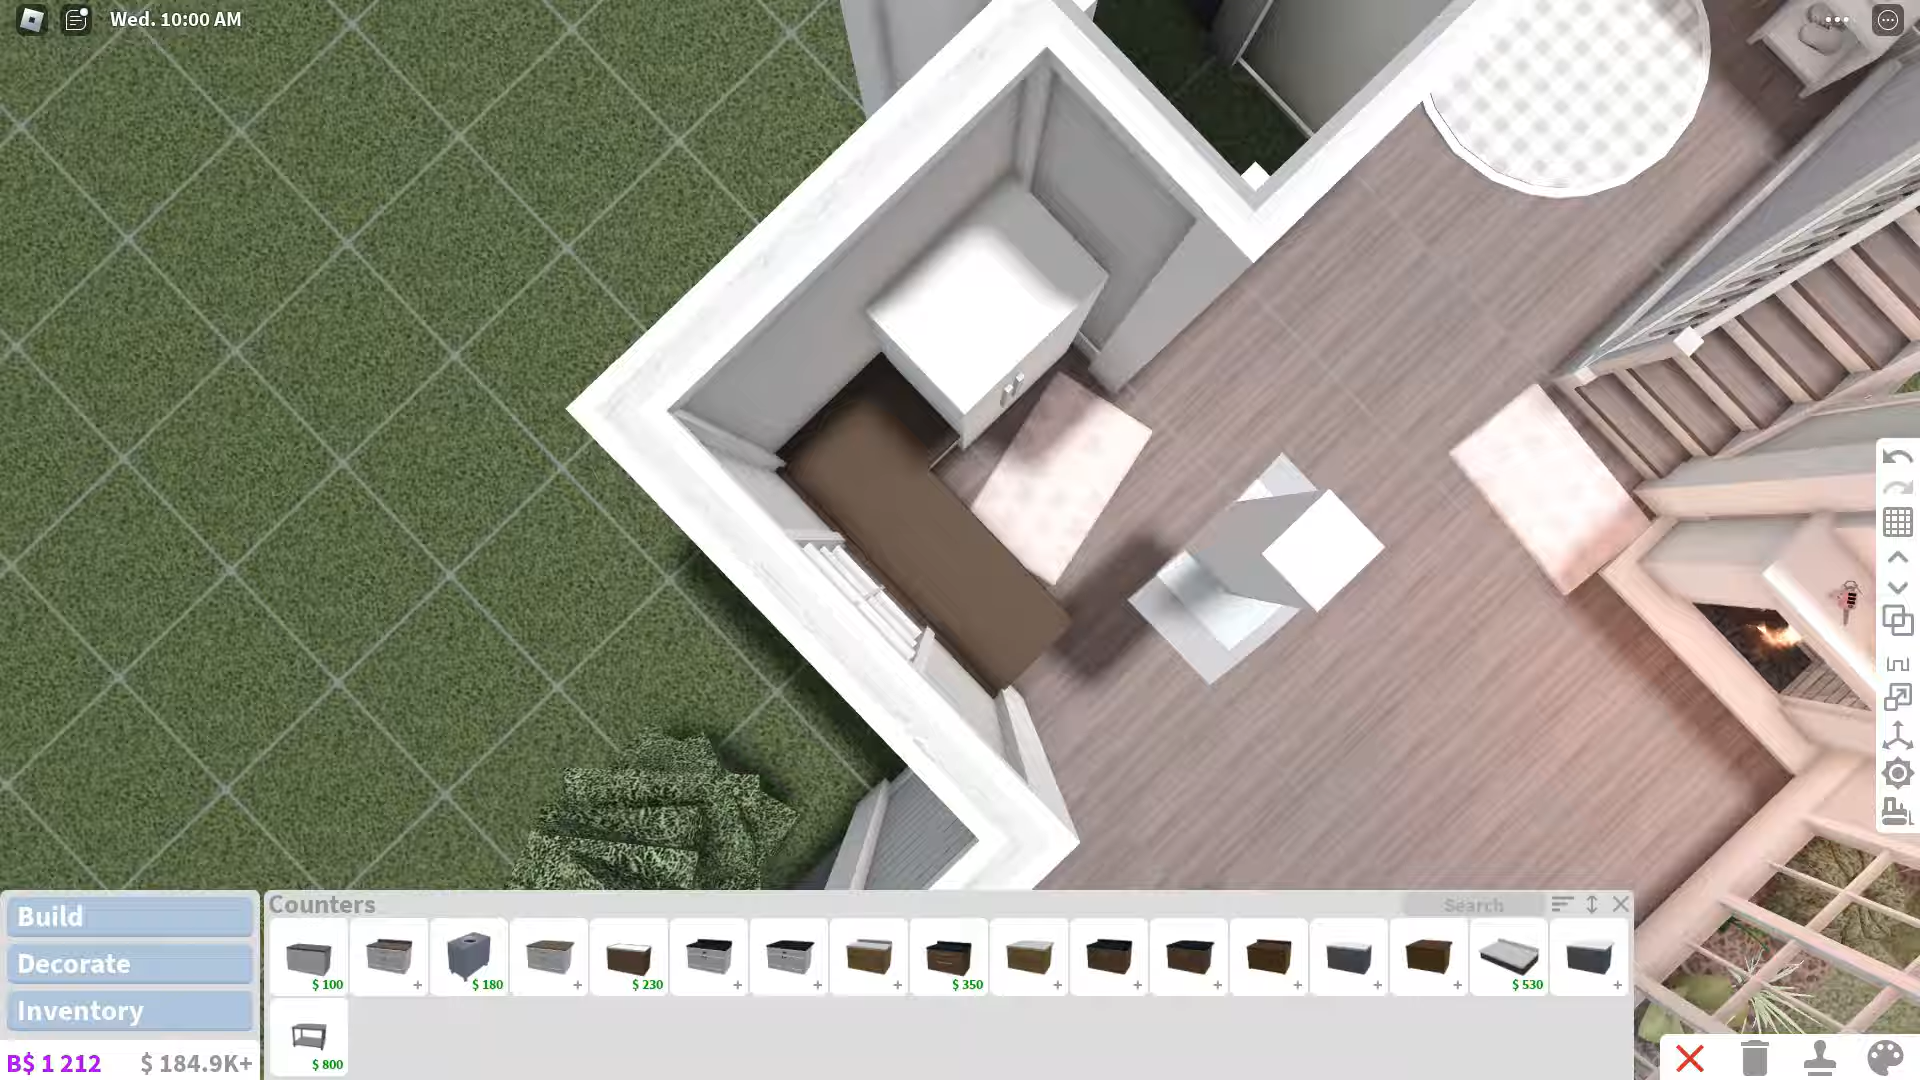 Wed. 10:00 AM
Build
Decorate
Inventory
B$ 1 212
$ 184.9K+
Counters
Search
$ 100
+
$ 180
+
$ 230
+
+
+
$ 350
+
+
+
+
+
+
$ 530
+
$ 800